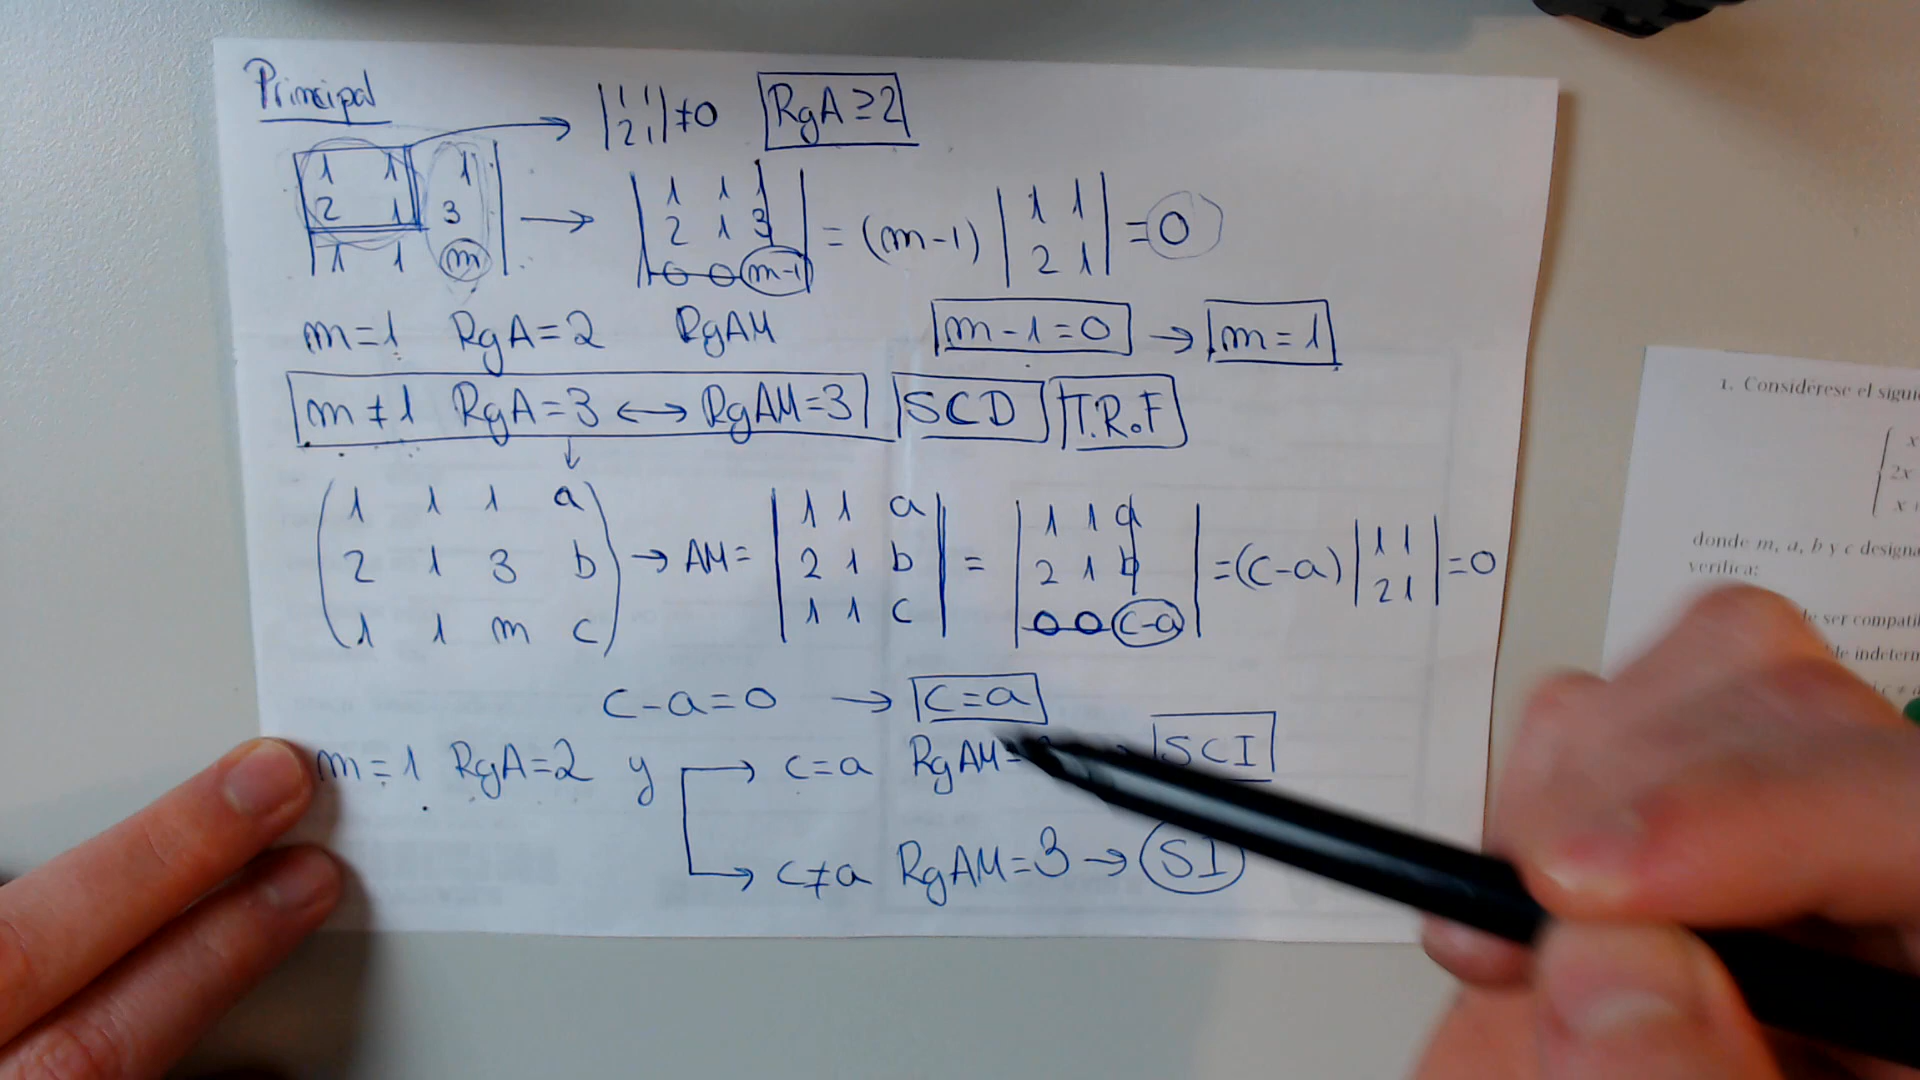 Principal
|1 1| ≠ 0 RgA ≥ 2
|2 1|
|1 1 1| → |1 1 1| = (m-1) |1 1| = 0
|2 1 3| |2 1 3| |2 1|
|1 1 m| |0 0 m-1|
m=1 RgA=2 RgAM m-1=0 → m=1
m≠1 RgA=3 ↔ RgAM=3 SCD T.R.F
(1 1 1 a) → AM= |1 1 a| = |1 1 a| =(c-a) |1 1| =0
(2 1 3 b) |2 1 b| |2 1 b| |2 1|
(1 1 m c) |1 1 c| |0 0 c-a|
c-a=0 → c=a
m=1 RgA=2 y → c=a RgAM= → SCI
→ c≠a RgAM=3 → SI
1. Considérese el
x
2x
x +
donde m, a, b y c
verifica:
ser